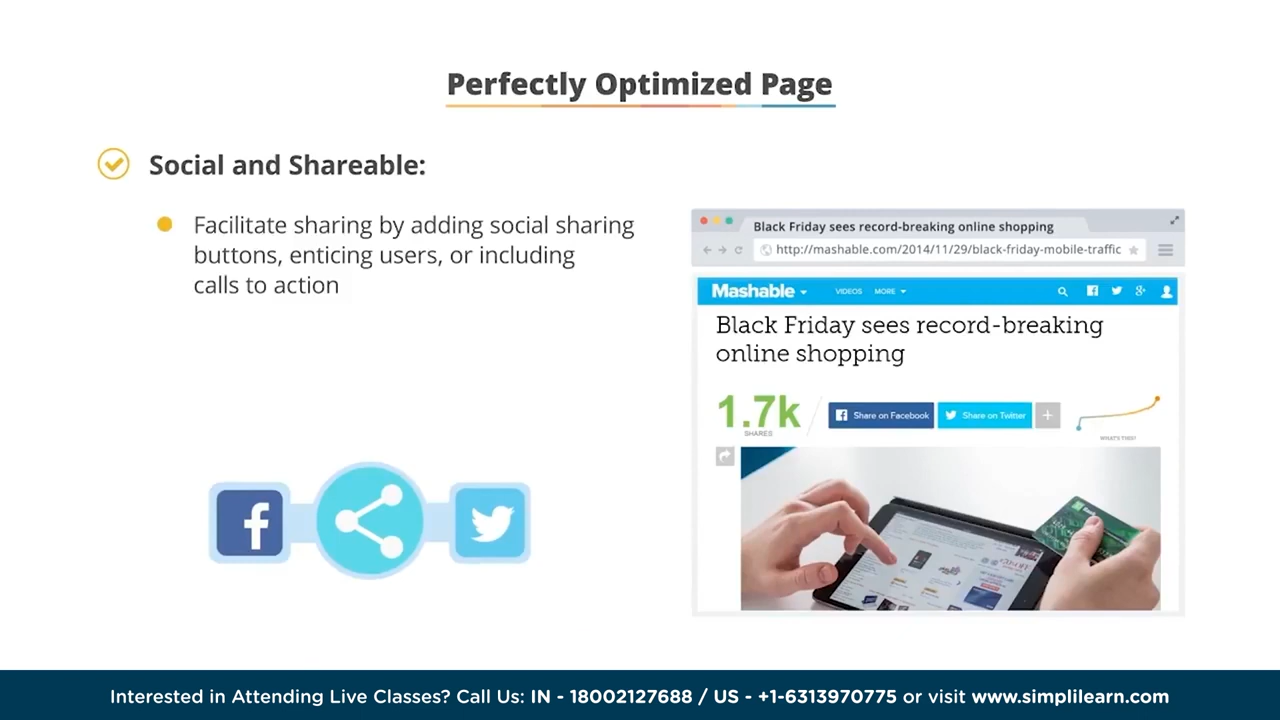 Perfectly Optimized Page
Social and Shareable:
Facilitate sharing by adding social sharing
buttons, enticing users, or including
calls to action
Black Friday sees record-breaking online shopping
http://mashable.com/2014/11/29/black-friday-mobile-traffic
Mashable
VIDEOS
MORE
Black Friday sees record-breaking
online shopping
1.7k
SHARES
Share on Facebook
Share on Twitter
WHAT'S THIS?
Interested in Attending Live Classes? Call Us: IN - 18002127688 / US - +1-6313970775 or visit www.simplilearn.com